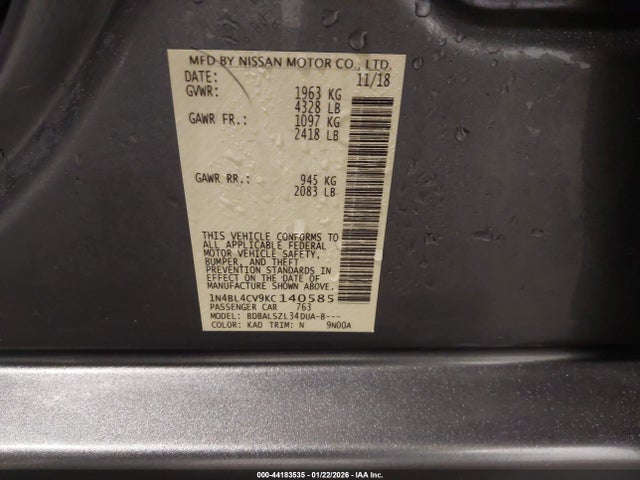 MFD BY NISSAN MOTOR CO., LTD.
DATE: 11/18
GVWR: 1963 KG
4328 LB
GAWR FR.: 1097 KG
2418 LB
GAWR RR.: 945 KG
2083 LB
THIS VEHICLE CONFORMS TO
ALL APPLICABLE FEDERAL
MOTOR VEHICLE SAFETY,
BUMPER, AND THEFT
PREVENTION STANDARDS IN
EFFECT ON THE DATE OF
MANUFACTURE SHOWN ABOVE.
1N4BL4CV9KC140585
PASSENGER CAR 763
MODEL: BDBALSZL34DUA-B---
COLOR: KAD TRIM: N 9N00A
000-44183535 - 01/22/2026 - IAA Inc.